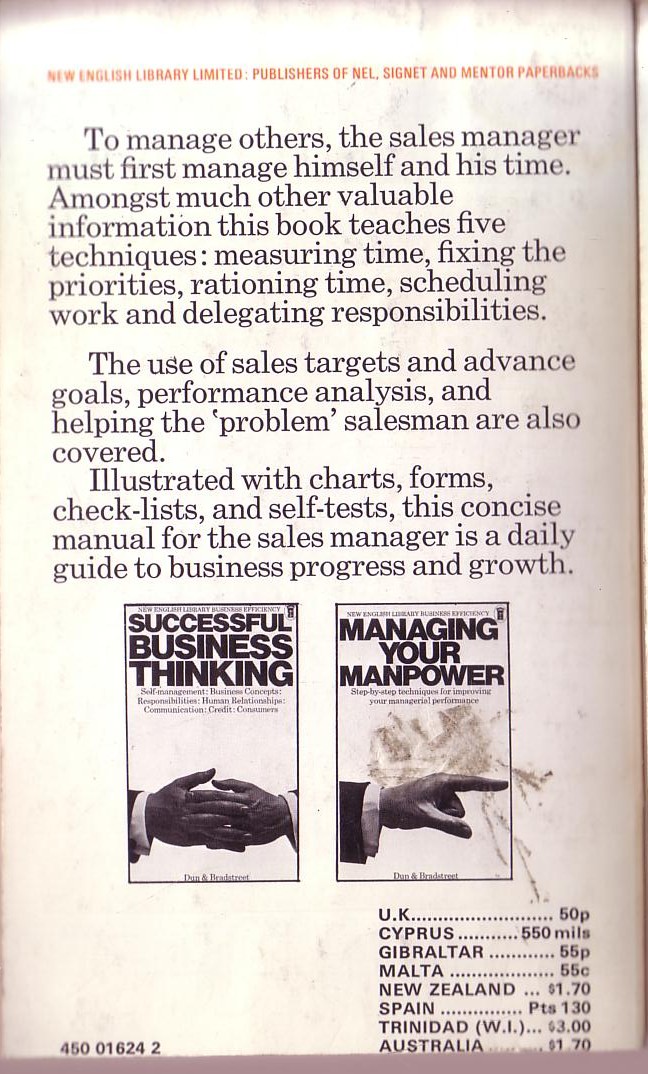 NEW ENGLISH LIBRARY LIMITED: PUBLISHERS OF NEL, SIGNET AND MENTOR PAPERBACKS
To manage others, the sales manager
must first manage himself and his time.
Amongst much other valuable
information this book teaches five
techniques: measuring time, fixing the
priorities, rationing time, scheduling
work and delegating responsibilities.
The use of sales targets and advance
goals, performance analysis, and
helping the ‘problem’ salesman are also
covered.
Illustrated with charts, forms,
check-lists, and self-tests, this concise
manual for the sales manager is a daily
guide to business progress and growth.
NEW ENGLISH LIBRARY BUSINESS EFFICIENCY
SUCCESSFUL
BUSINESS
THINKING
Self-management: Business Concepts:
Responsibilities: Human Relationships:
Communication: Credit: Consumers
Dun & Bradstreet
NEW ENGLISH LIBRARY BUSINESS EFFICIENCY
MANAGING
YOUR
MANPOWER
Step-by-step techniques for improving
your managerial performance
Dun & Bradstreet
U.K.......................... 50p
CYPRUS........... 550 mils
GIBRALTAR ............ 55p
MALTA ................... 55c
NEW ZEALAND ... $1.70
SPAIN ............... Pts 130
TRINIDAD (W.I.)... $3.00
AUSTRALIA .......... $1.70
450 01624 2